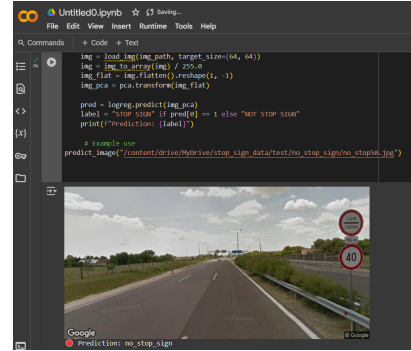 Untitled0.ipynb Saving...
File Edit View Insert Runtime Tools Help
Commands + Code + Text
img = load_img(img_path, target_size=(64, 64))
img = img_to_array(img) / 255.0
img_flat = img.flatten().reshape(1, -1)
img_pca = pca.transform(img_flat)
pred = logreg.predict(img_pca)
label = "STOP SIGN" if pred[0] == 1 else "NOT STOP SIGN"
print(f"Prediction: {label}")
# Example use
predict_image("/content/drive/MyDrive/stop_sign_data/test/no_stop_sign/no_stop50.jpg")
40
Google
© Google
Prediction: no_stop_sign